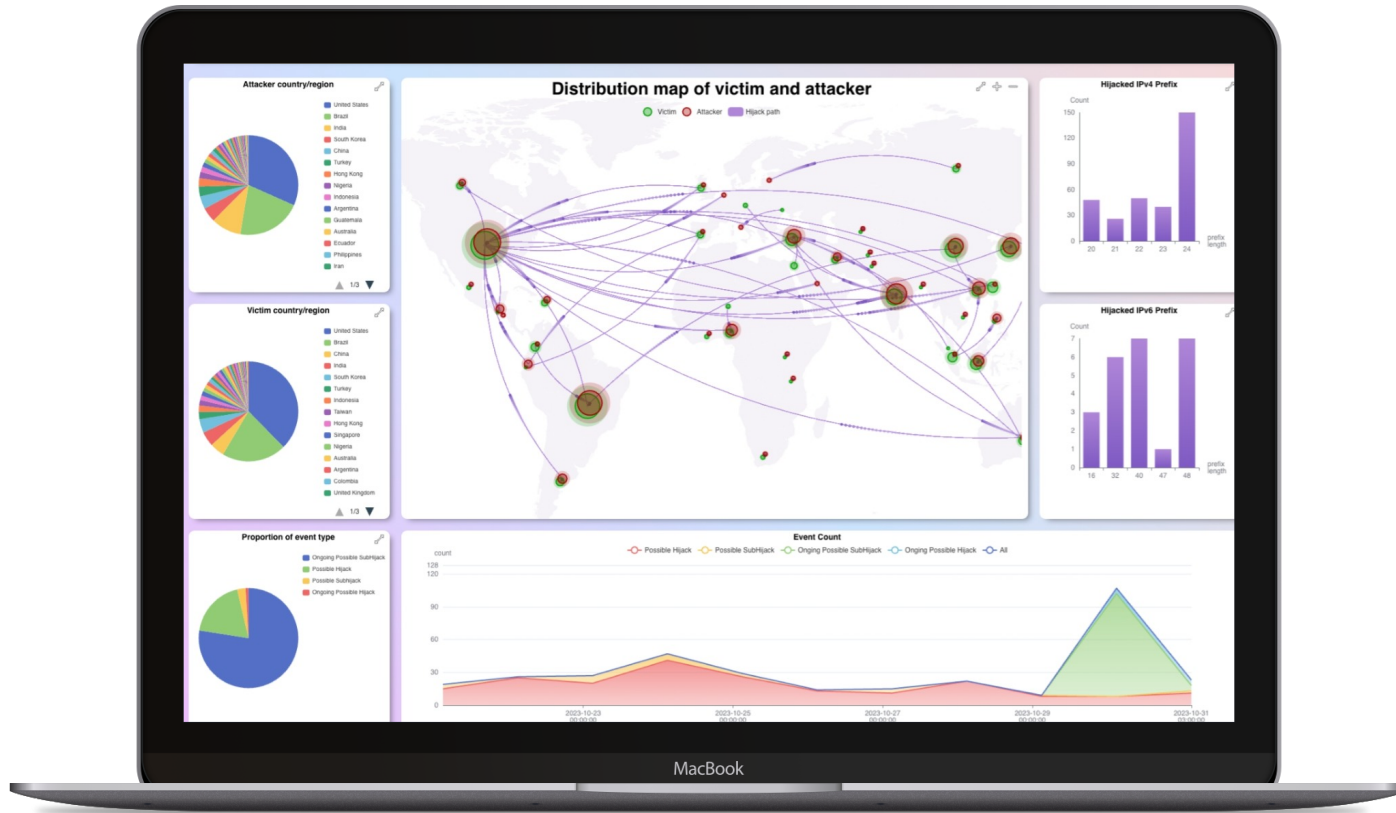 Attacker country/region
United States
Brazil
India
South Korea
China
Turkey
Hong Kong
Nigeria
Indonesia
Argentina
Guatemala
Australia
Ecuador
Philippines
Iran
1/3
Victim country/region
United States
Brazil
China
India
South Korea
Turkey
Indonesia
Taiwan
Hong Kong
Singapore
Nigeria
Australia
Argentina
Colombia
United Kingdom
1/3
Proportion of event type
Ongoing Possible SubHijack
Possible Hijack
Possible Subhijack
Ongoing Possible Hijack
Distribution map of victim and attacker
Victim Attacker Hijack path
Hijacked IPv4 Prefix
Count
150
120
90
60
30
0
20 21 22 23 24
prefix
length
Hijacked IPv6 Prefix
Count
7
6
5
4
3
2
1
0
16 32 40 47 48
prefix
length
Event Count
Possible Hijack Possible SubHijack Onging Possible SubHijack Onging Possible Hijack All
count
128
120
90
60
30
0
2023-10-23 2023-10-25 2023-10-27 2023-10-29 2023-10-31
00:00:00 00:00:00 00:00:00 00:00:00 03:00:00
MacBook